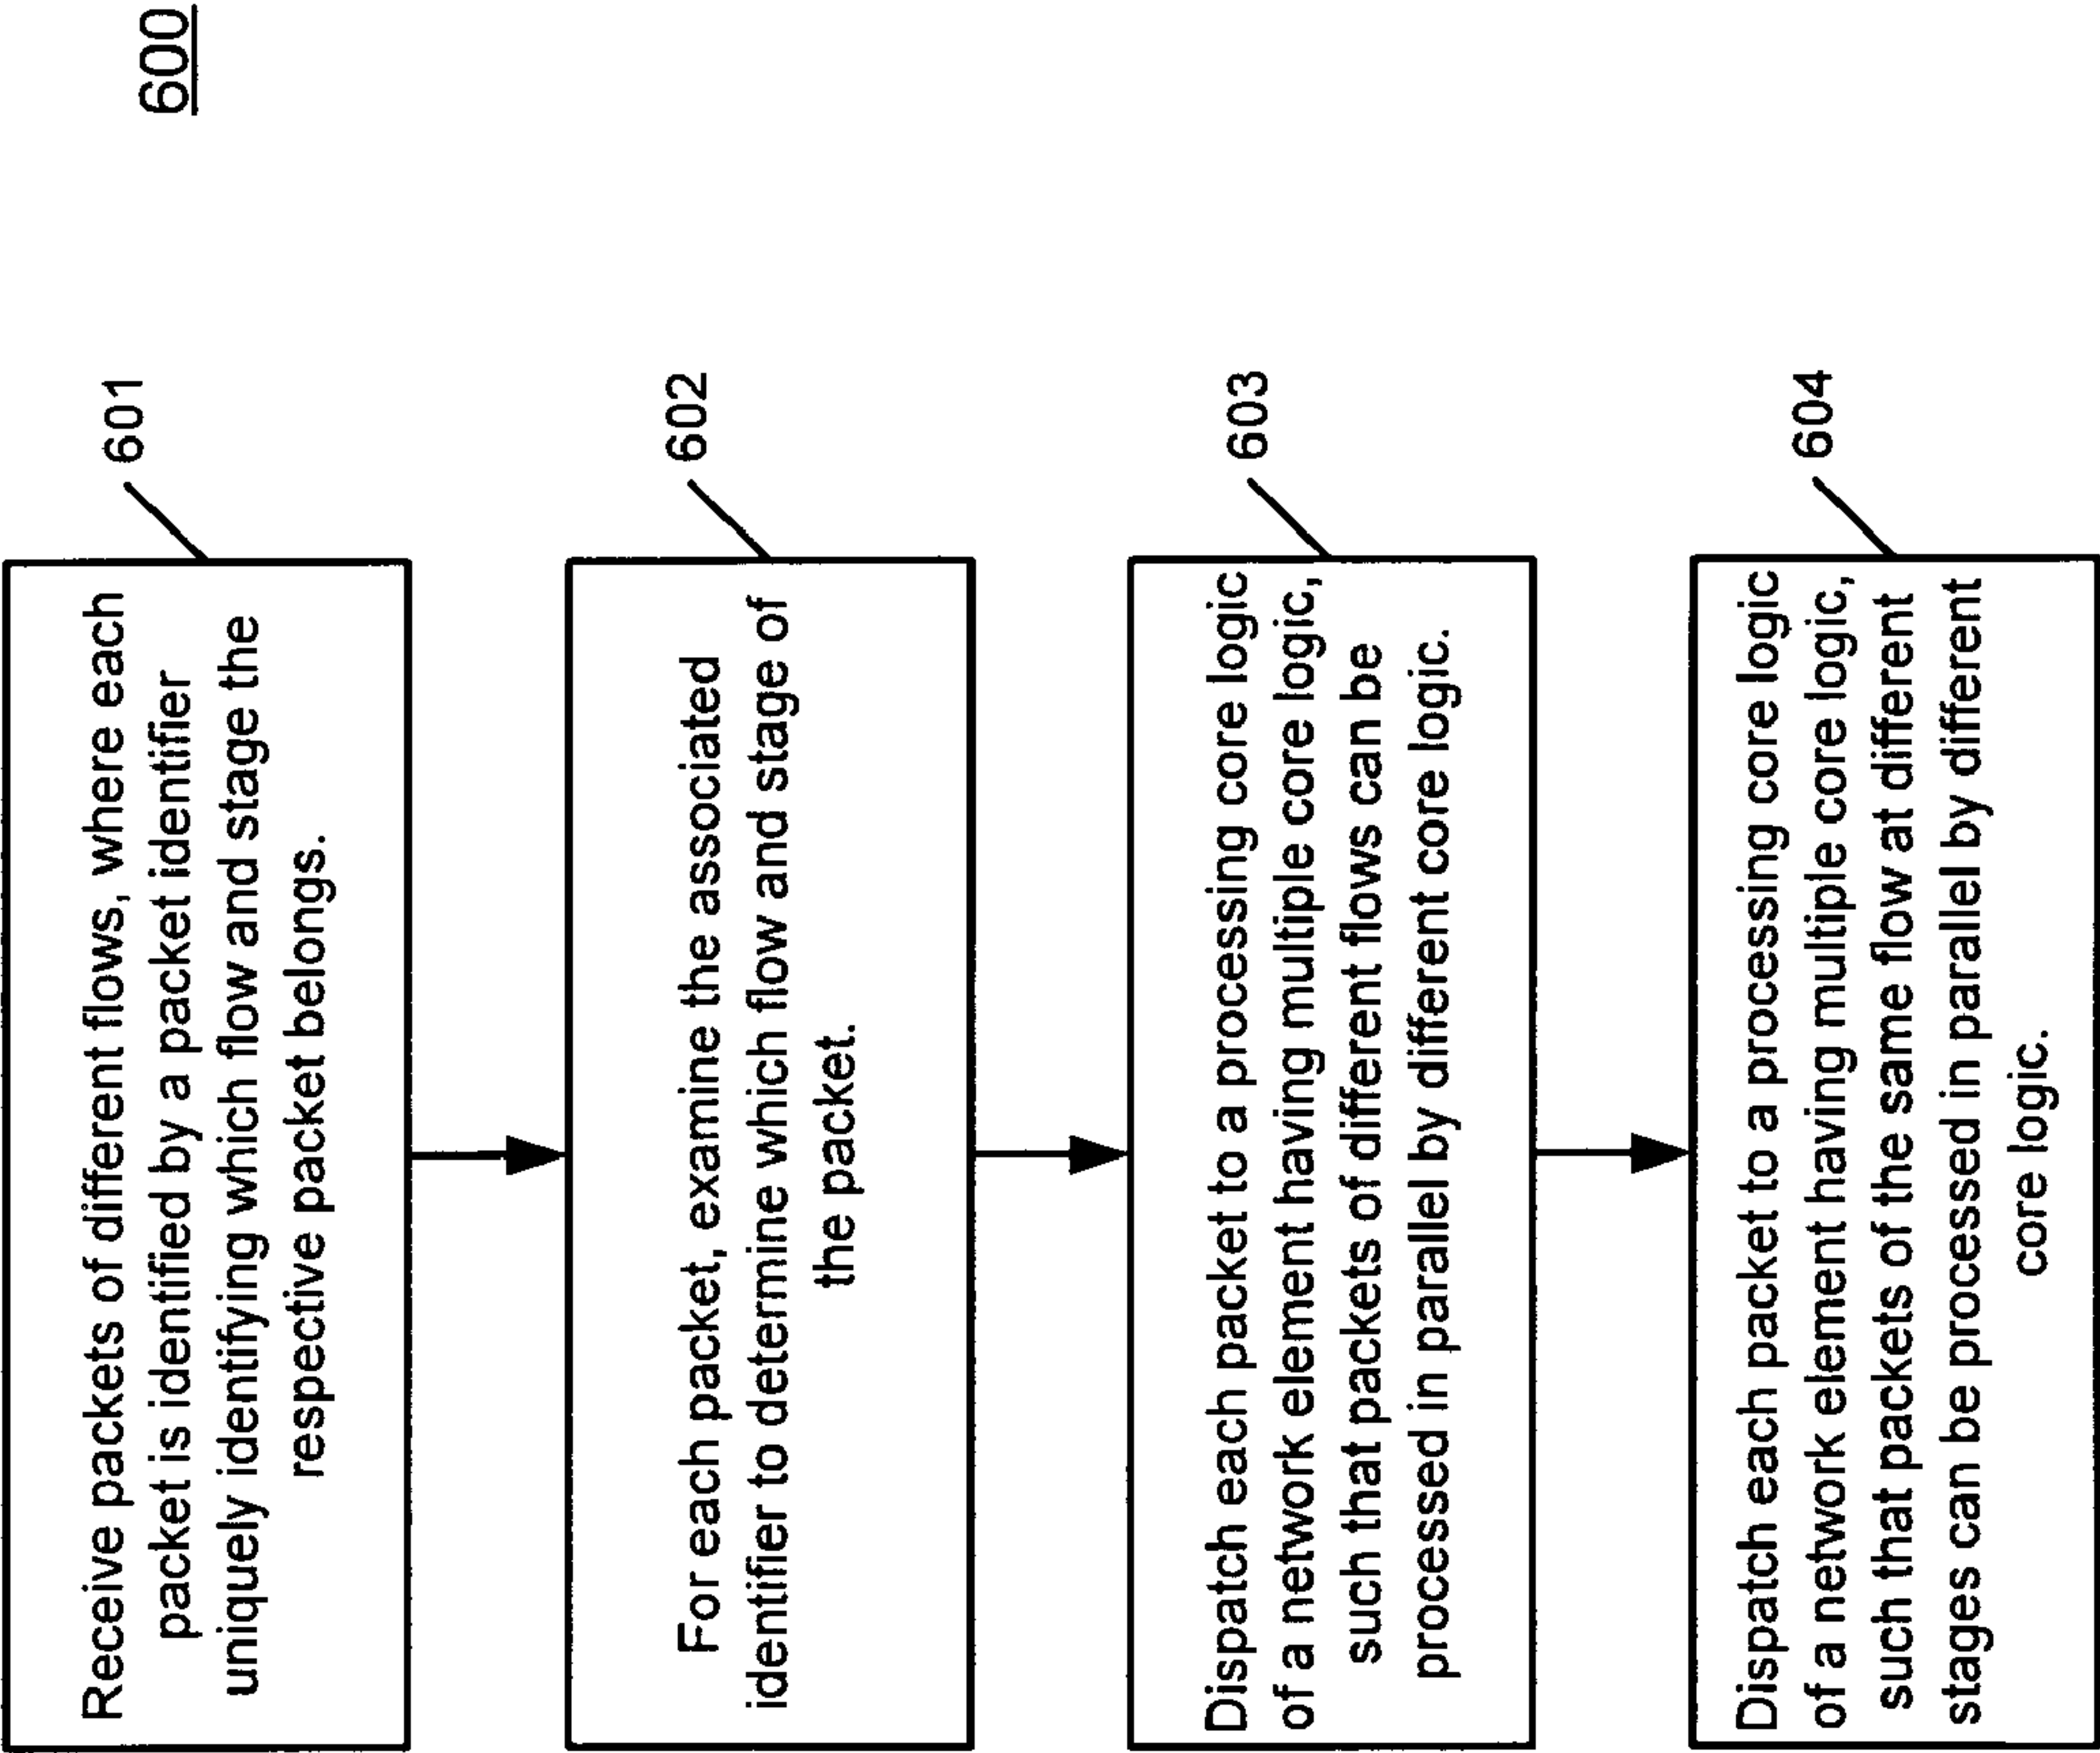 600
601
Receive packets of different flows, where each
packet is identified by a packet identifier
uniquely identifying which flow and stage the
respective packet belongs.
602
For each packet, examine the associated
identifier to determine which flow and stage of
the packet.
603
Dispatch each packet to a processing core logic
of a network element having multiple core logic,
such that packets of different flows can be
processed in parallel by different core logic.
604
Dispatch each packet to a processing core logic
of a network element having multiple core logic,
such that packets of the same flow at different
stages can be processed in parallel by different
core logic.